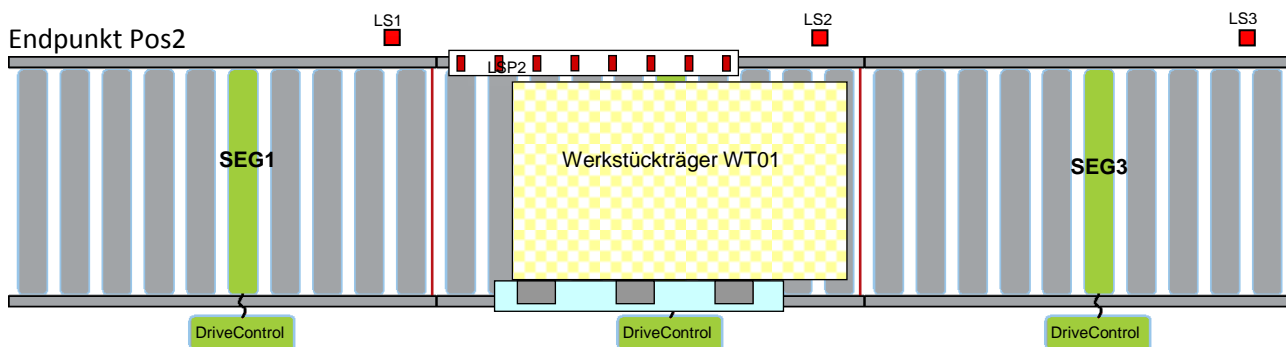 LS1
LS2
LS3
Endpunkt Pos2
LSP2
SEG1
Werkstückträger WT01
SEG3
DriveControl
DriveControl
DriveControl